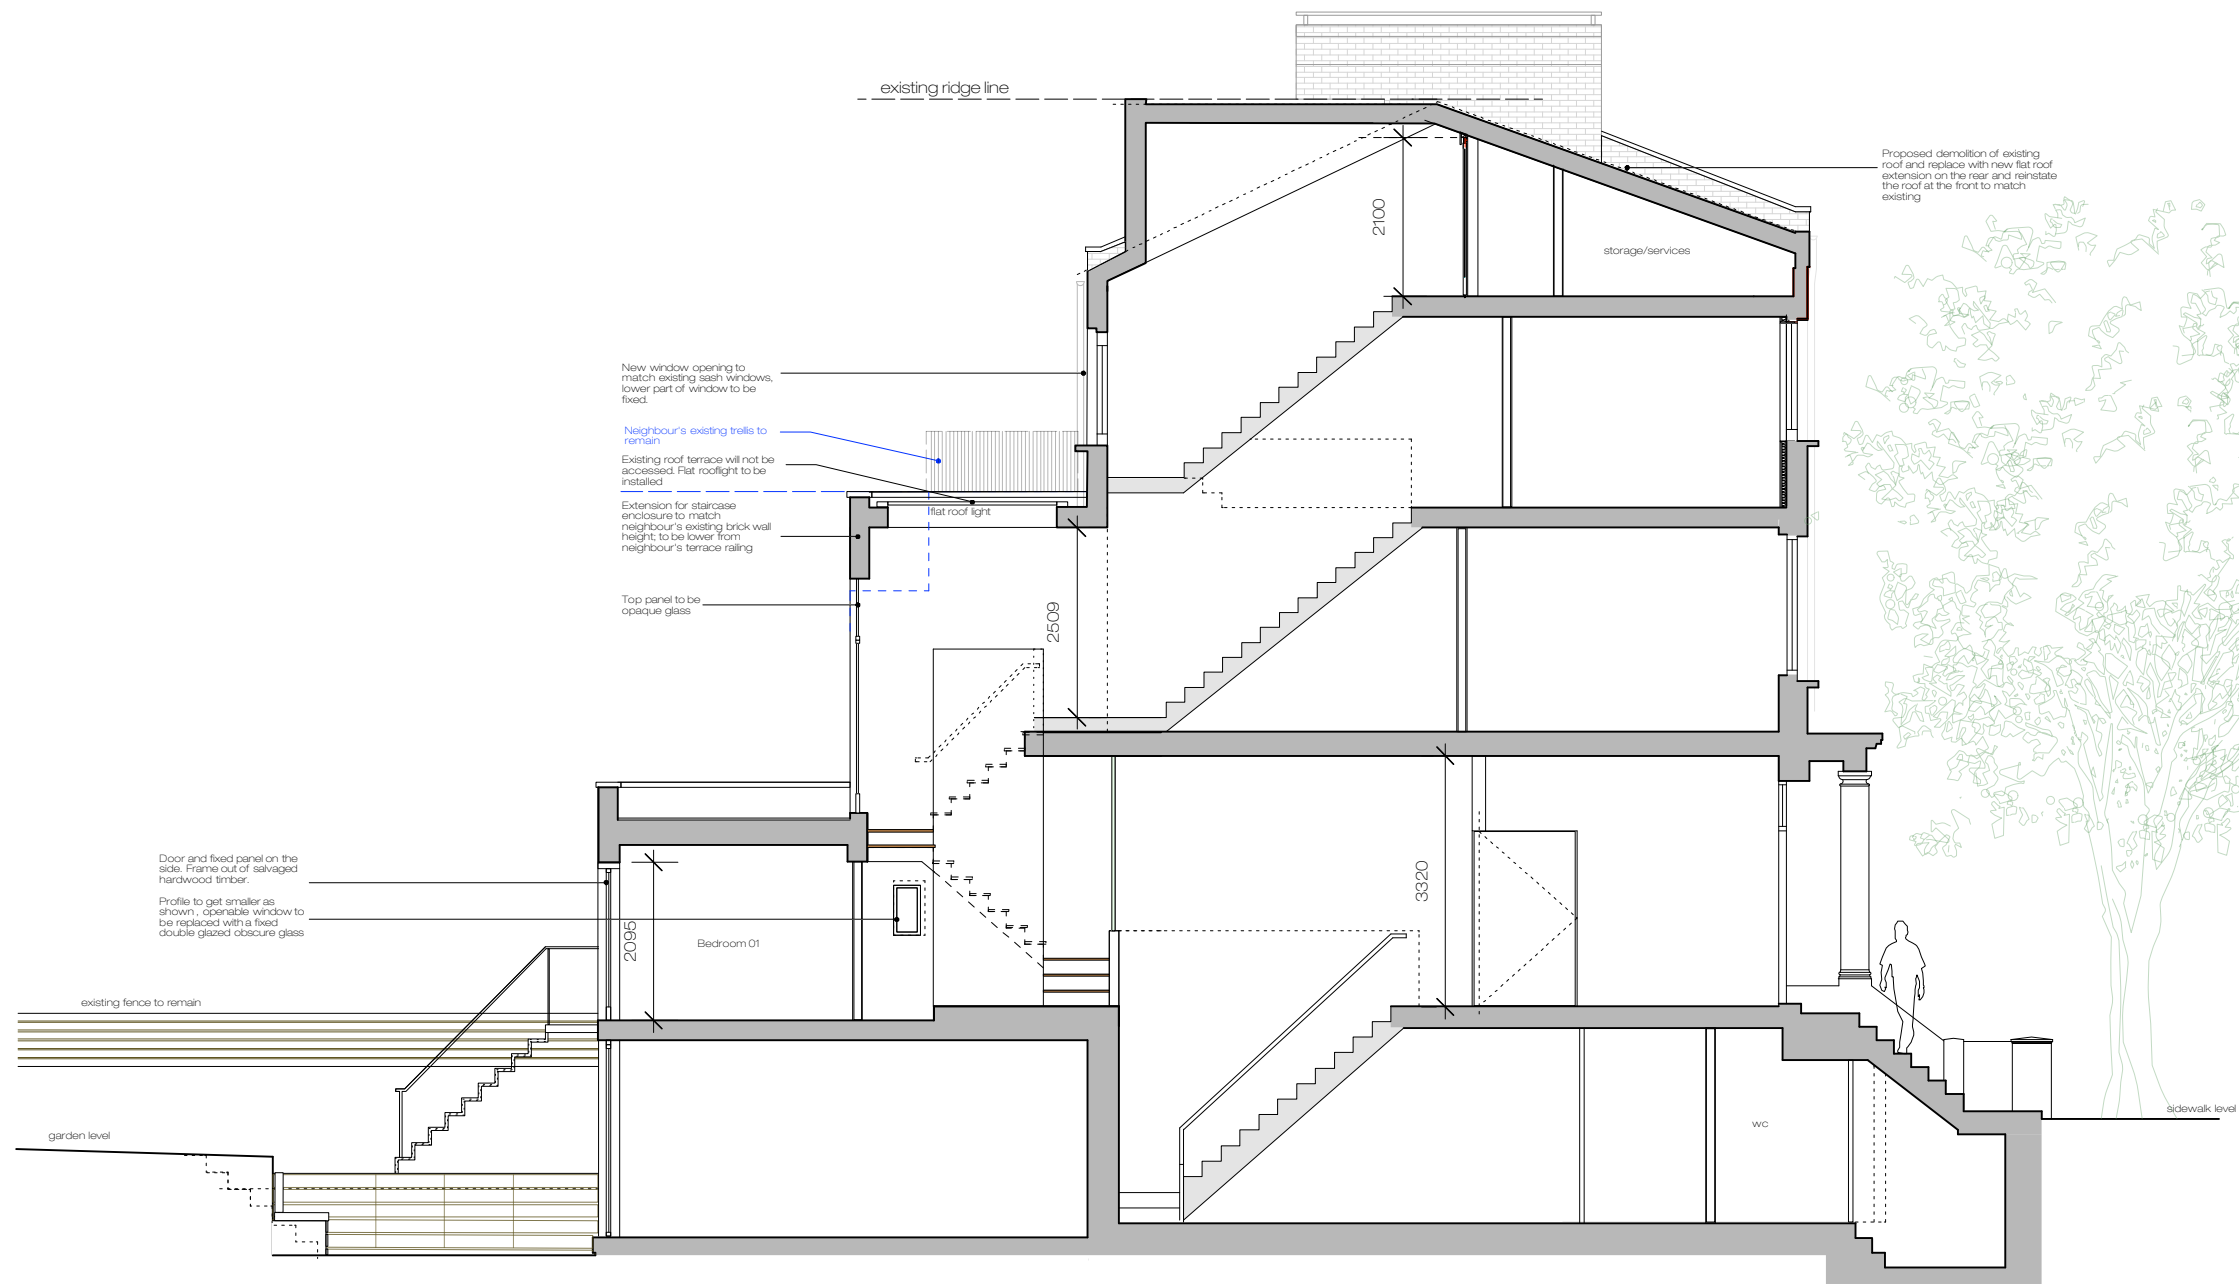 existing ridge line
Proposed demolition of existing
roof and replace with new flat roof
extension on the rear and reinstate
the roof at the front to match
existing
2100
storage/services
New window opening to
match existing sash windows,
lower part of window to be
fixed.
Neighbour's existing trellis to
remain
Existing roof terrace will not be
accessed. Flat rooflight to be
installed
flat roof light
Extension for staircase
enclosure to match
neighbour's existing brick wall
height; to be lower from
neighbour's terrace railing
Top panel to be
opaque glass
2509
Door and fixed panel on the
side. Frame out of salvaged
hardwood timber.
Profile to get smaller as
shown , openable window to
be replaced with a fixed
double glazed obscure glass
2095
Bedroom 01
3320
existing fence to remain
garden level
wc
sidewalk level